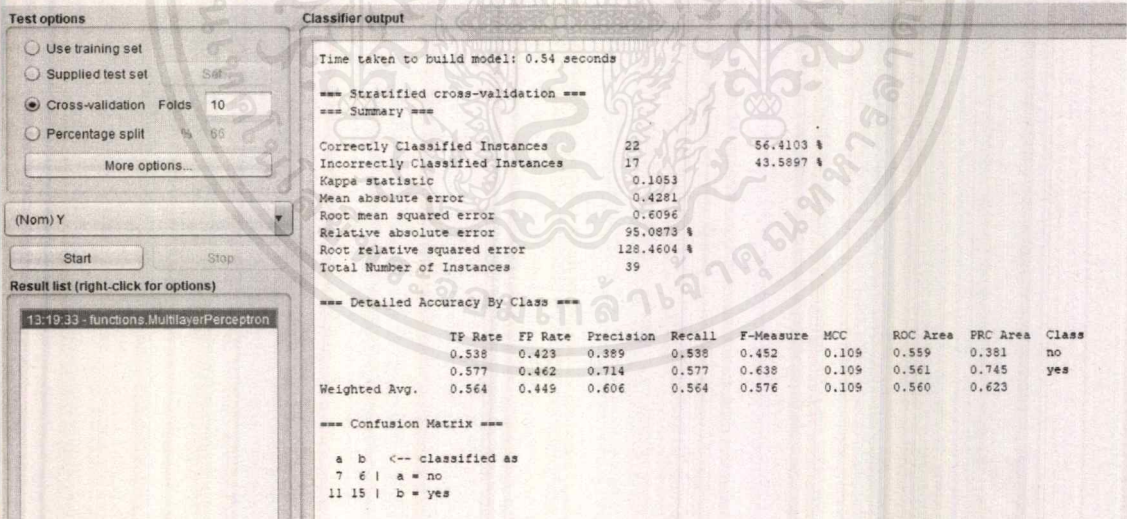 Test options
Use training set
Supplied test set Set...
Cross-validation Folds 10
Percentage split % 66
More options...
(Nom) Y
Start Stop
Result list (right-click for options)
13:19:33 - functions.MultilayerPerceptron
Classifier output
Time taken to build model: 0.54 seconds
=== Stratified cross-validation ===
=== Summary ===
Correctly Classified Instances 22 56.4103 %
Incorrectly Classified Instances 17 43.5897 %
Kappa statistic 0.1053
Mean absolute error 0.4281
Root mean squared error 0.6096
Relative absolute error 95.0873 %
Root relative squared error 128.4604 %
Total Number of Instances 39
=== Detailed Accuracy By Class ===
TP Rate FP Rate Precision Recall F-Measure MCC ROC Area PRC Area Class
0.538 0.423 0.389 0.538 0.452 0.109 0.559 0.381 no
0.577 0.462 0.714 0.577 0.638 0.109 0.561 0.745 yes
Weighted Avg. 0.564 0.449 0.606 0.564 0.576 0.109 0.560 0.623
=== Confusion Matrix ===
a b <-- classified as
7 6 | a = no
11 15 | b = yes